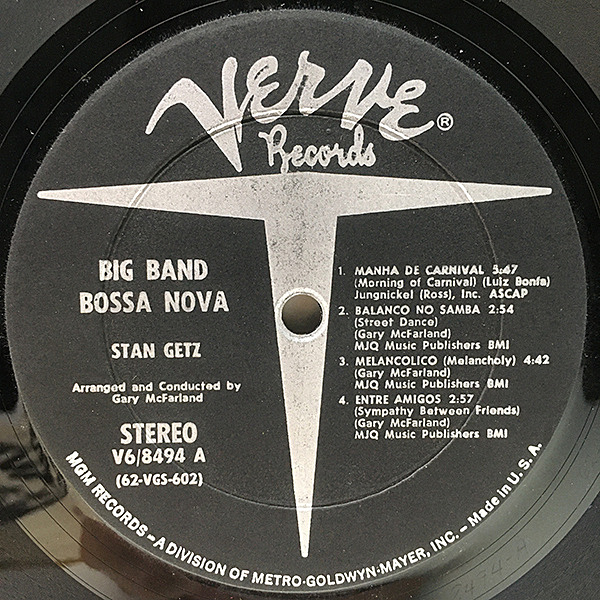 VERVE®
Records
BIG BAND
BOSSA NOVA
STAN GETZ
Arranged and Conducted by
Gary McFarland
STEREO
V6/8494 A
(62-VGS-602)
1. MANHA DE CARNIVAL 5:47
(Morning of Carnival) (Luiz Bonfa)
Jungnickel (Ross), Inc. ASCAP
2. BALANCO NO SAMBA 2:54
(Street Dance)
(Gary McFarland)
MJQ Music Publishers BMI
3. MELANCOLICO (Melancholy) 4:42
(Gary McFarland)
MJQ Music Publishers BMI
4. ENTRE AMIGOS 2:57
(Sympathy Between Friends)
(Gary McFarland)
MJQ Music Publishers BMI
MGM RECORDS – A DIVISION OF METRO-GOLDWYN-MAYER, INC. – Made in U.S.A.